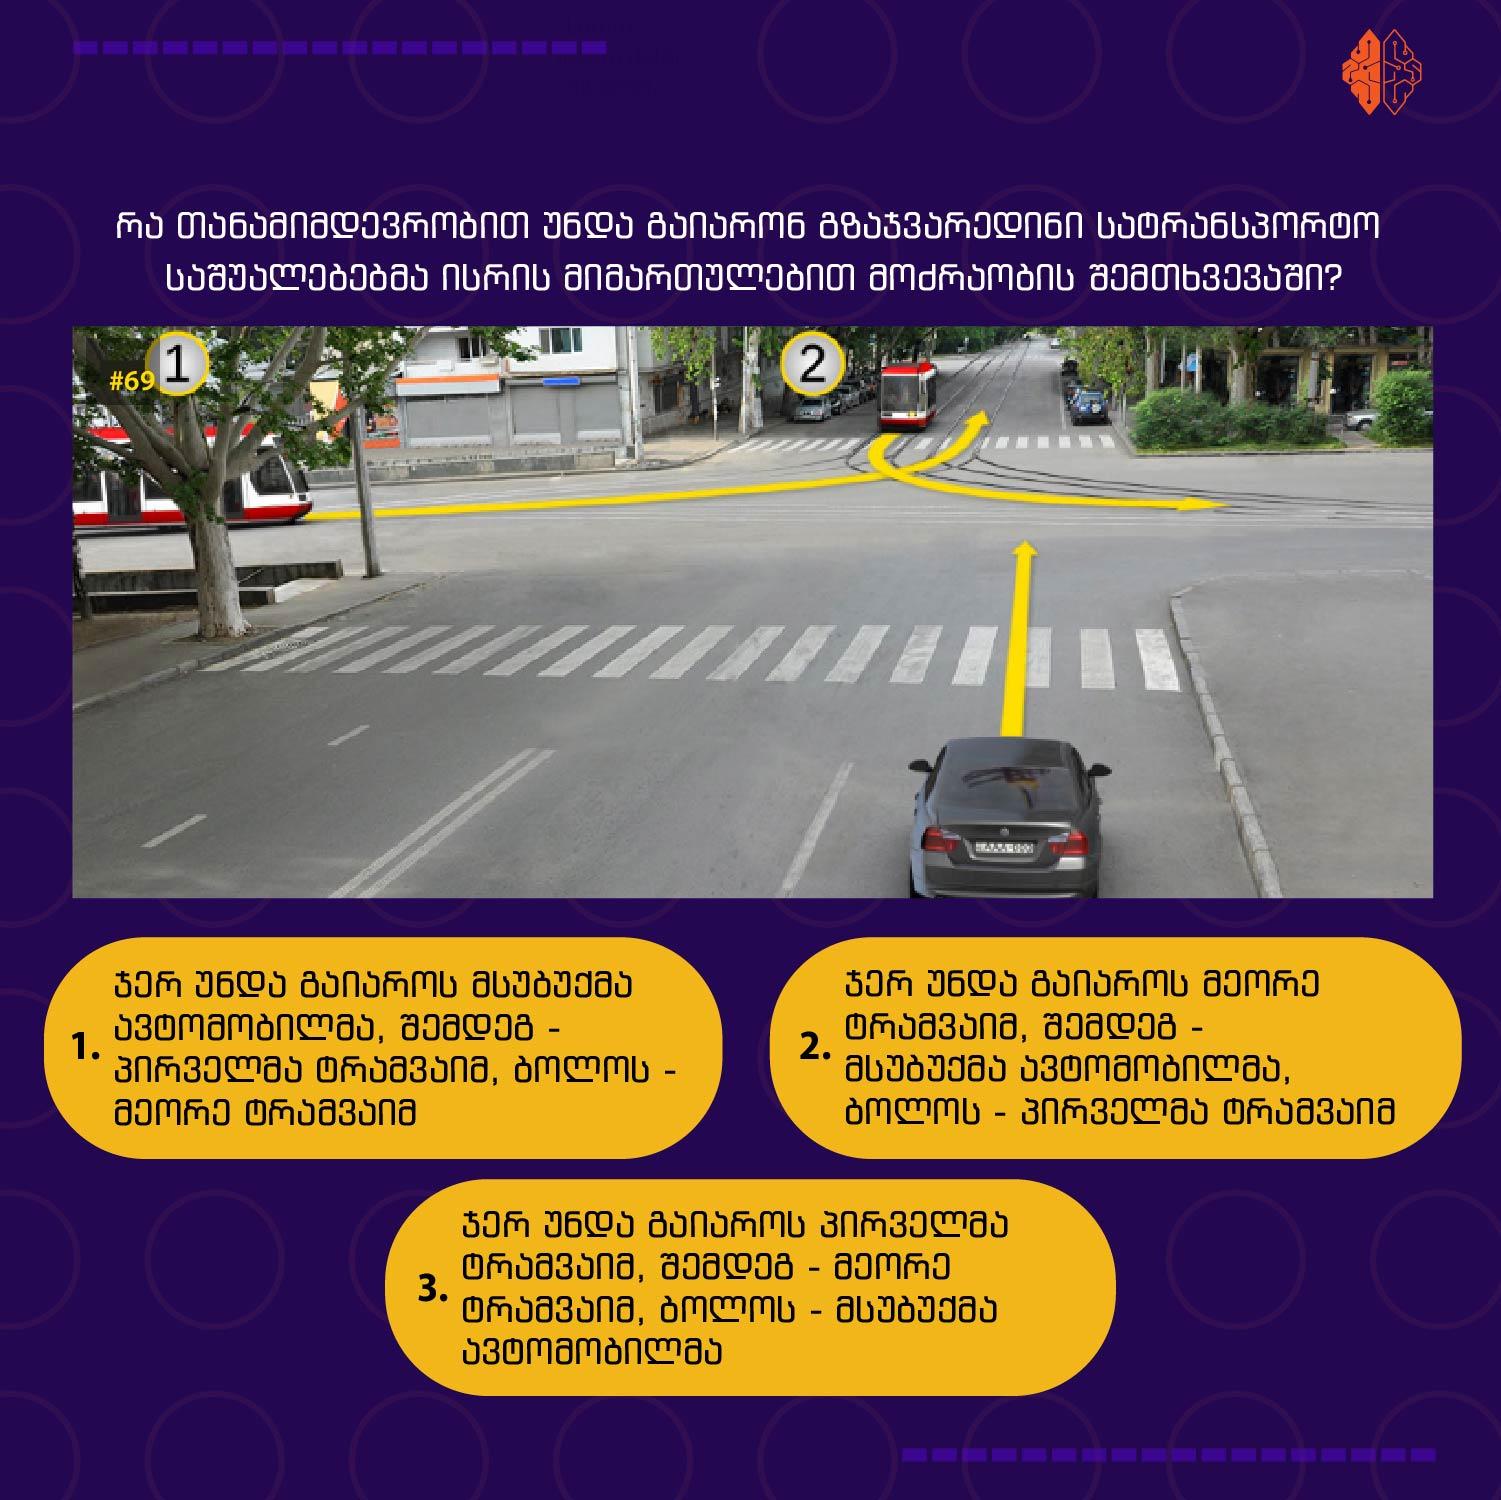 რა თანამიმდევრობით უნდა გაიარონ გზაჯვარედინი სატრანსპორტო
საშუალებებმა ისრის მიმართულებით მოძრაობის შემთხვევაში?
1
2
#69
AAA-000
1. ჯერ უნდა გაიაროს მსუბუქმა
ავტომობილმა, შემდეგ -
პირველმა ტრამვაიმ, ბოლოს -
მეორე ტრამვაიმ
2. ჯერ უნდა გაიაროს მეორე
ტრამვაიმ, შემდეგ -
მსუბუქმა ავტომობილმა,
ბოლოს - პირველმა ტრამვაიმ
3. ჯერ უნდა გაიაროს პირველმა
ტრამვაიმ, შემდეგ - მეორე
ტრამვაიმ, ბოლოს - მსუბუქმა
ავტომობილმა